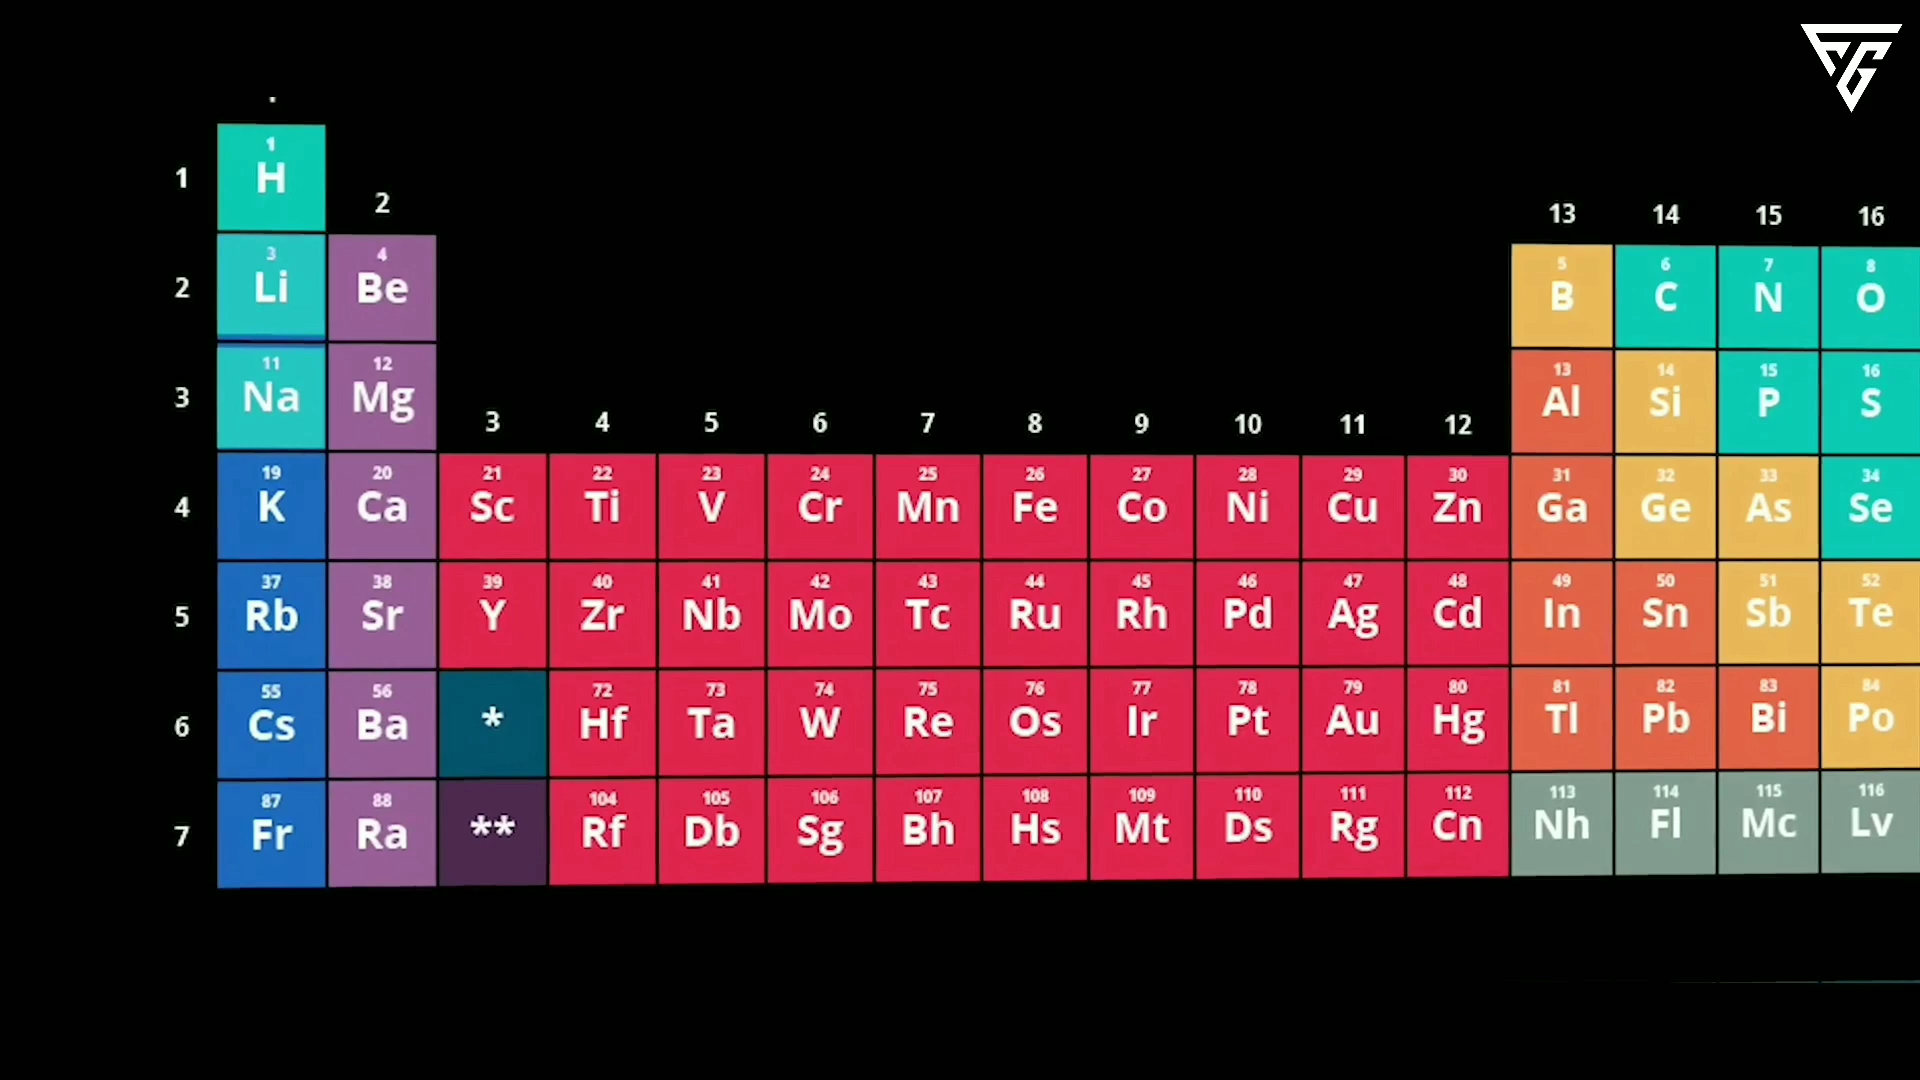 1
1
H
2
13
14
15
16
2
3
Li
4
Be
5
B
6
C
7
N
8
O
3
11
Na
12
Mg
13
Al
14
Si
15
P
16
S
3
4
5
6
7
8
9
10
11
12
4
19
K
20
Ca
21
Sc
22
Ti
23
V
24
Cr
25
Mn
26
Fe
27
Co
28
Ni
29
Cu
30
Zn
31
Ga
32
Ge
33
As
34
Se
5
37
Rb
38
Sr
39
Y
40
Zr
41
Nb
42
Mo
43
Tc
44
Ru
45
Rh
46
Pd
47
Ag
48
Cd
49
In
50
Sn
51
Sb
52
Te
6
55
Cs
56
Ba
*
72
Hf
73
Ta
74
W
75
Re
76
Os
77
Ir
78
Pt
79
Au
80
Hg
81
Tl
82
Pb
83
Bi
84
Po
7
87
Fr
88
Ra
**
104
Rf
105
Db
106
Sg
107
Bh
108
Hs
109
Mt
110
Ds
111
Rg
112
Cn
113
Nh
114
Fl
115
Mc
116
Lv